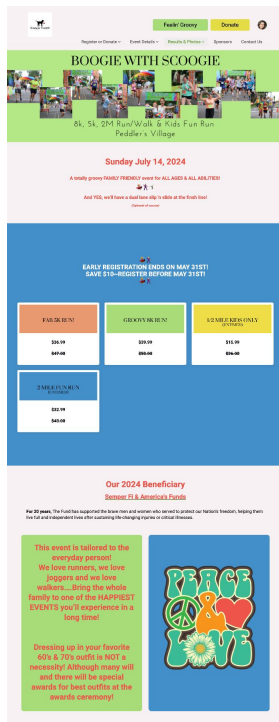 Feelin' Groovy
Donate
Register or Donate
Event Details
Results & Photos
Sponsors
Contact Us
BOOGIE WITH SCOOGIE
8k, 5k, 2M Run/Walk & Kids Fun Run
Peddler's Village
Sunday July 14, 2024
A totally groovy FAMILY FRIENDLY event for ALL AGES & ALL ABILITIES!
And YES, we'll have a dual lane slip 'n slide at the finish line!
EARLY REGISTRATION ENDS ON MAY 31ST!
SAVE $10--REGISTER BEFORE MAY 31ST!
FAB 5K RUN!
GROOVY 8K RUN!
1/2 MILE KIDS ONLY
$36.99
$39.99
$15.99
2 MILE FUN RUN
$32.99
Our 2024 Beneficiary
Semper Fi & America's Funds
For 20 years, The Fund has supported the brave men and women who served to protect our Nation's freedom, helping them
live full and independent lives after sustaining life-changing injuries or critical illnesses.
This event is tailored to the
everyday person!
We love runners, we love
joggers and we love
walkers....Bring the whole
family to one of the HAPPIEST
EVENTS you'll experience in a
long time!
Dressing up in your favorite
60's & 70's outfit is NOT a
necessity! Although many will
and there will be special
awards for best outfits at the
awards ceremony!
PEACE
&
LOVE